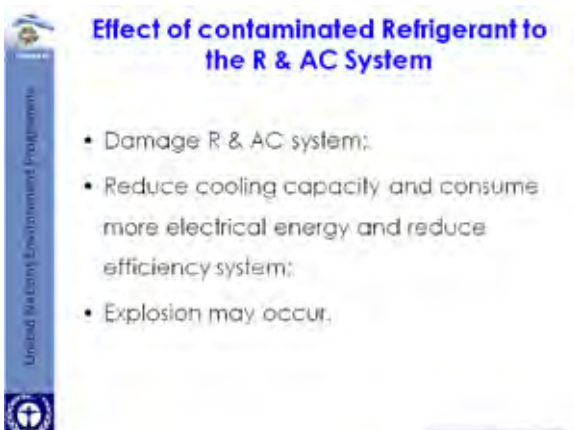 Effect of contaminated Refrigerant to
the R & AC System
• Damage R & AC system;
• Reduce cooling capacity and consume
more electrical energy and reduce
efficiency system;
• Explosion may occur.
United Nations Environment Programme